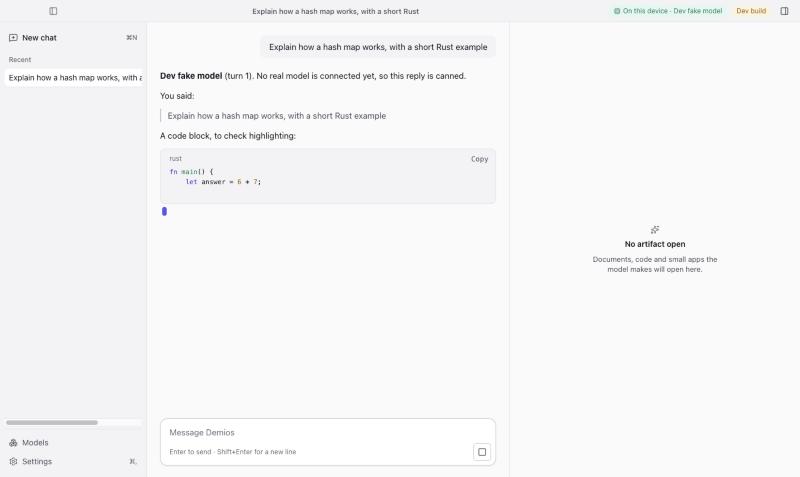 Explain how a hash map works, with a short Rust
On this device · Dev fake model
Dev build
New chat
⌘N
Recent
Explain how a hash map works, with a
Explain how a hash map works, with a short Rust example
Dev fake model (turn 1). No real model is connected yet, so this reply is canned.
You said:
Explain how a hash map works, with a short Rust example
A code block, to check highlighting:
rust
Copy
fn main() {
    let answer = 6 + 7;
No artifact open
Documents, code and small apps the
model makes will open here.
Message Demios
Enter to send · Shift+Enter for a new line
Models
Settings
⌘,